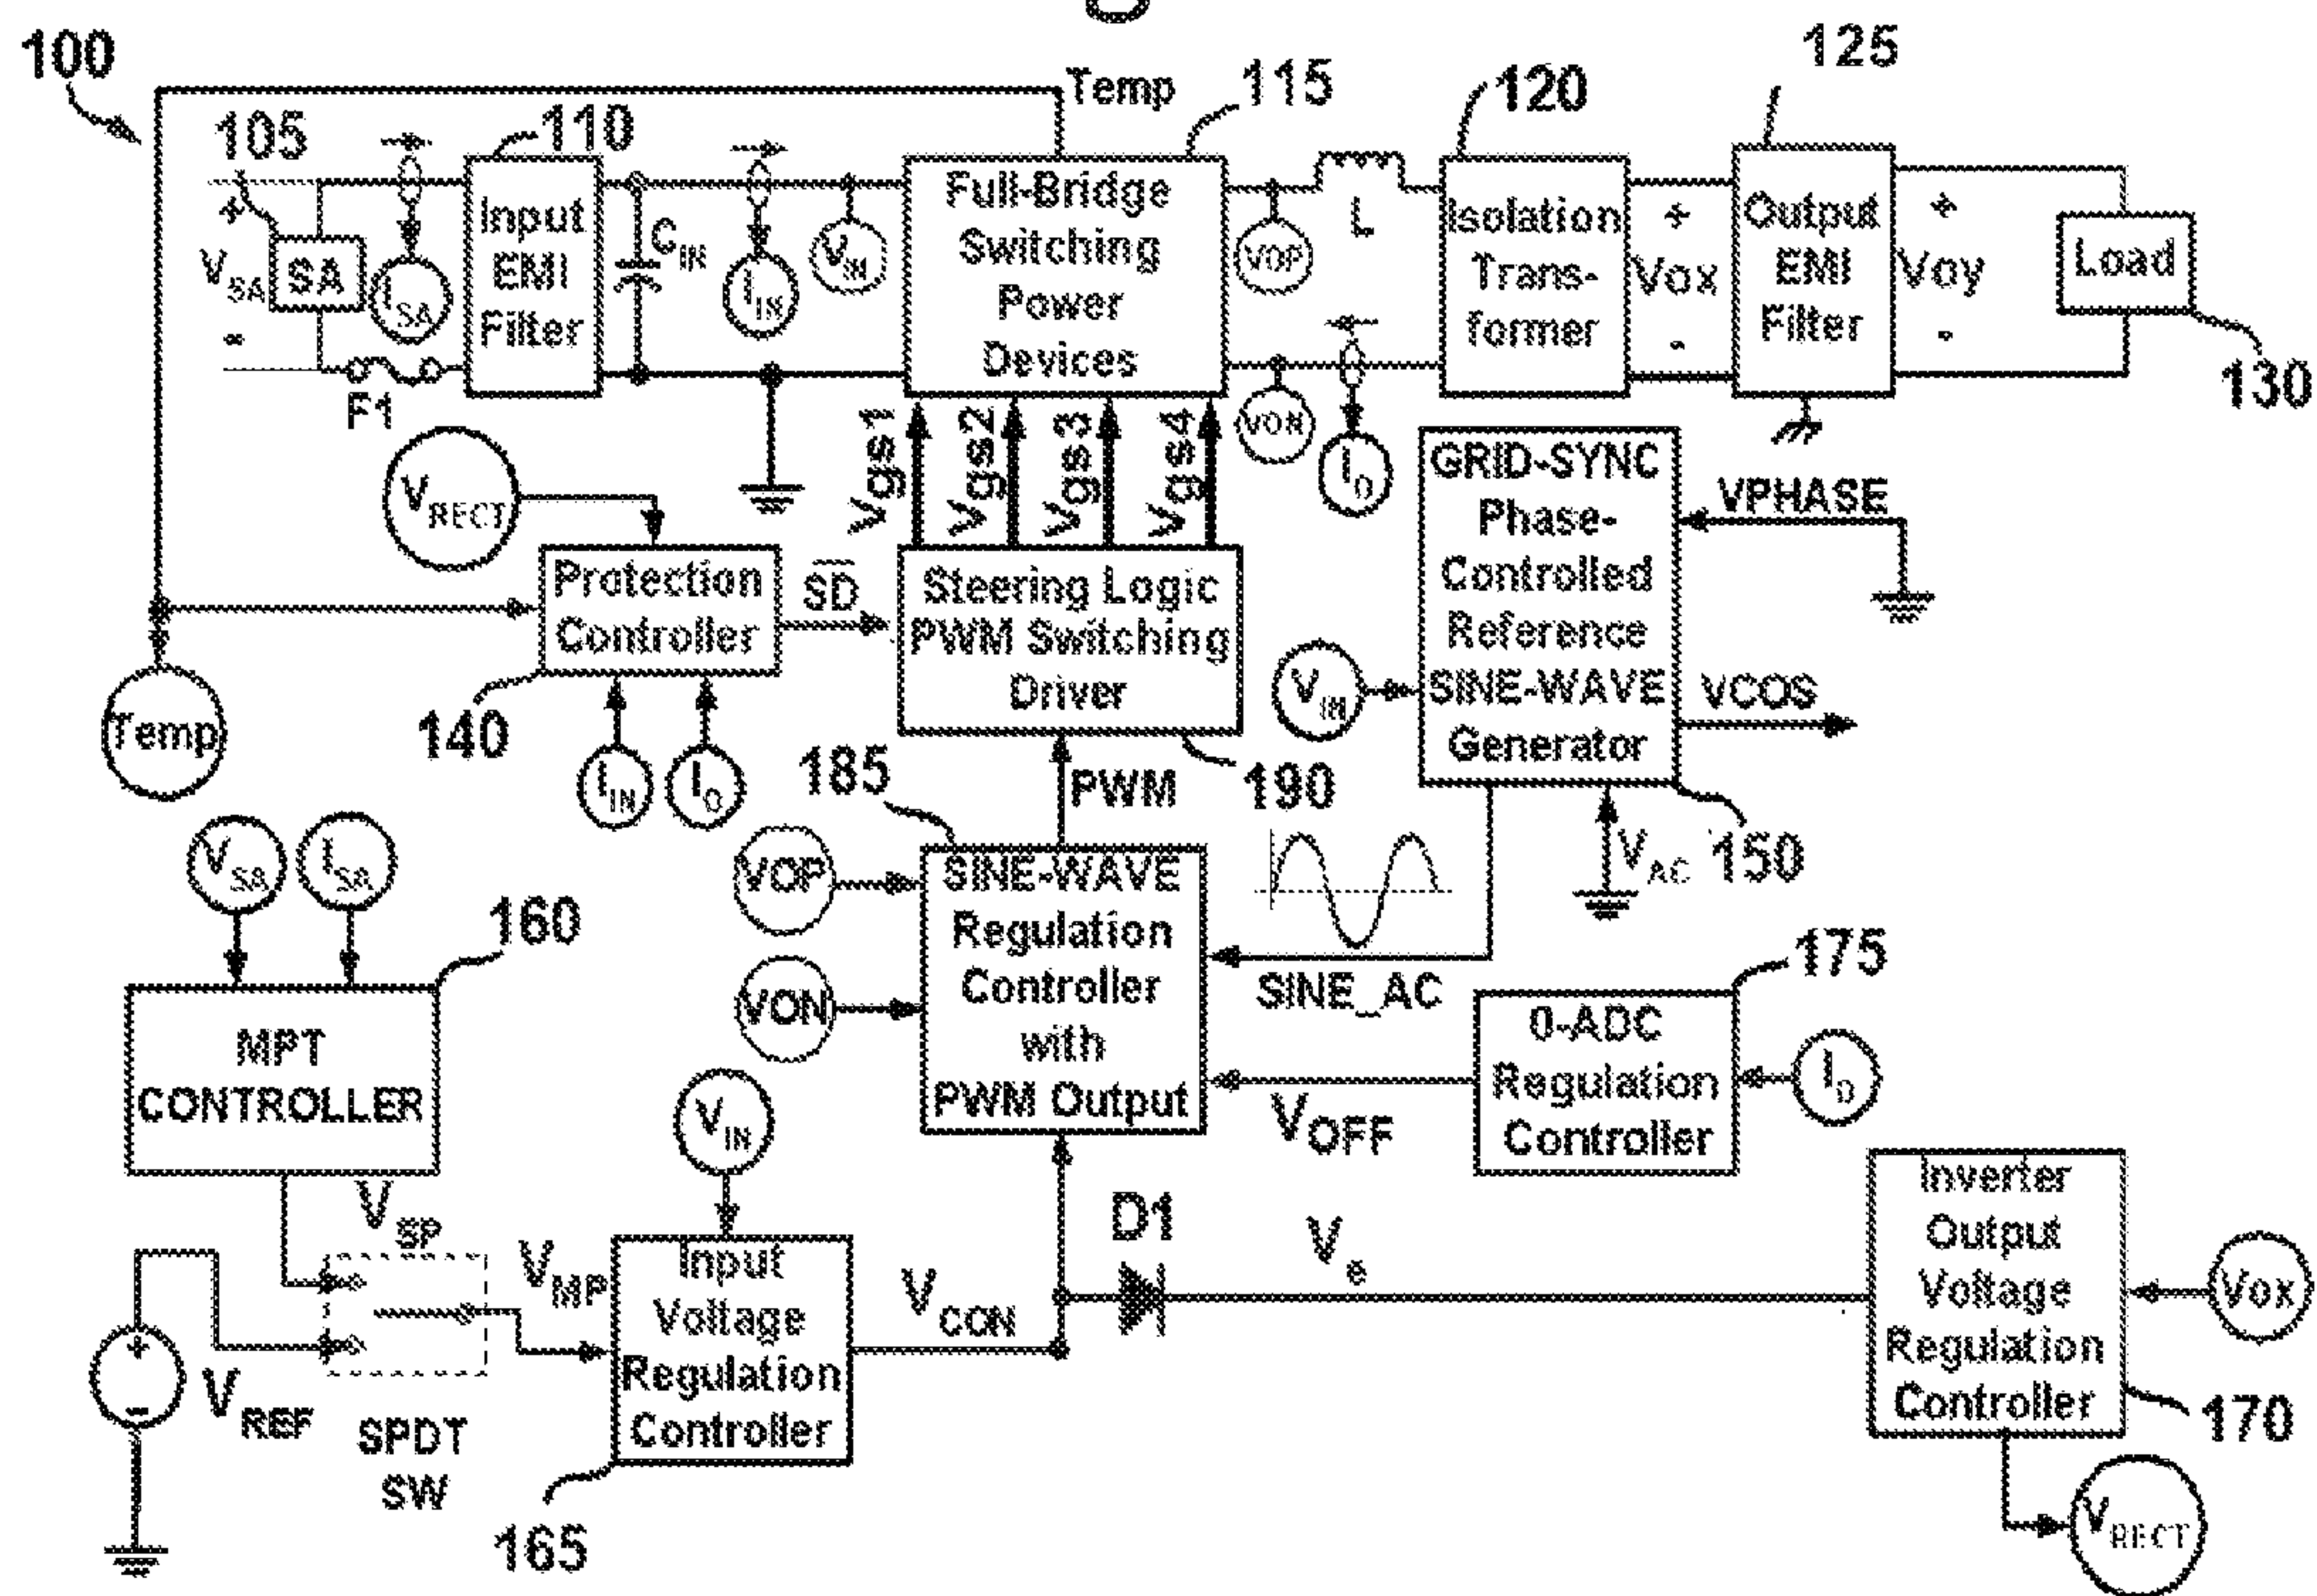 100
105
110
Temp
115
120
125
+
V SA
-
SA
I SA
F1
Input
EMI
Filter
C IN
I IN
V IN
Full-Bridge
Switching
Power
Devices
VOP
L
VON
I O
Isolation
Trans-
former
+
Vox
-
Output
EMI
Filter
+
Voy
-
Load
130
V RECT
Vgs1
Vgs2
Vgs3
Vgs4
Protection
Controller
SD
140
I IN
I O
Temp
Steering Logic
PWM Switching
Driver
190
PWM
GRID-SYNC
Phase-
Controlled
Reference
SINE-WAVE
Generator
VPHASE
V IN
VCOS
V AC
150
V SA
I SA
160
MPT
CONTROLLER
185
VOP
VON
SINE-WAVE
Regulation
Controller
with
PWM Output
SINE_AC
175
0-ADC
Regulation
Controller
I O
V OFF
V SP
+
-
V REF
SPDT
SW
V MP
V IN
Input
Voltage
Regulation
Controller
165
V CON
D1
V e
Inverter
Output
Voltage
Regulation
Controller
Vox
170
V RECT